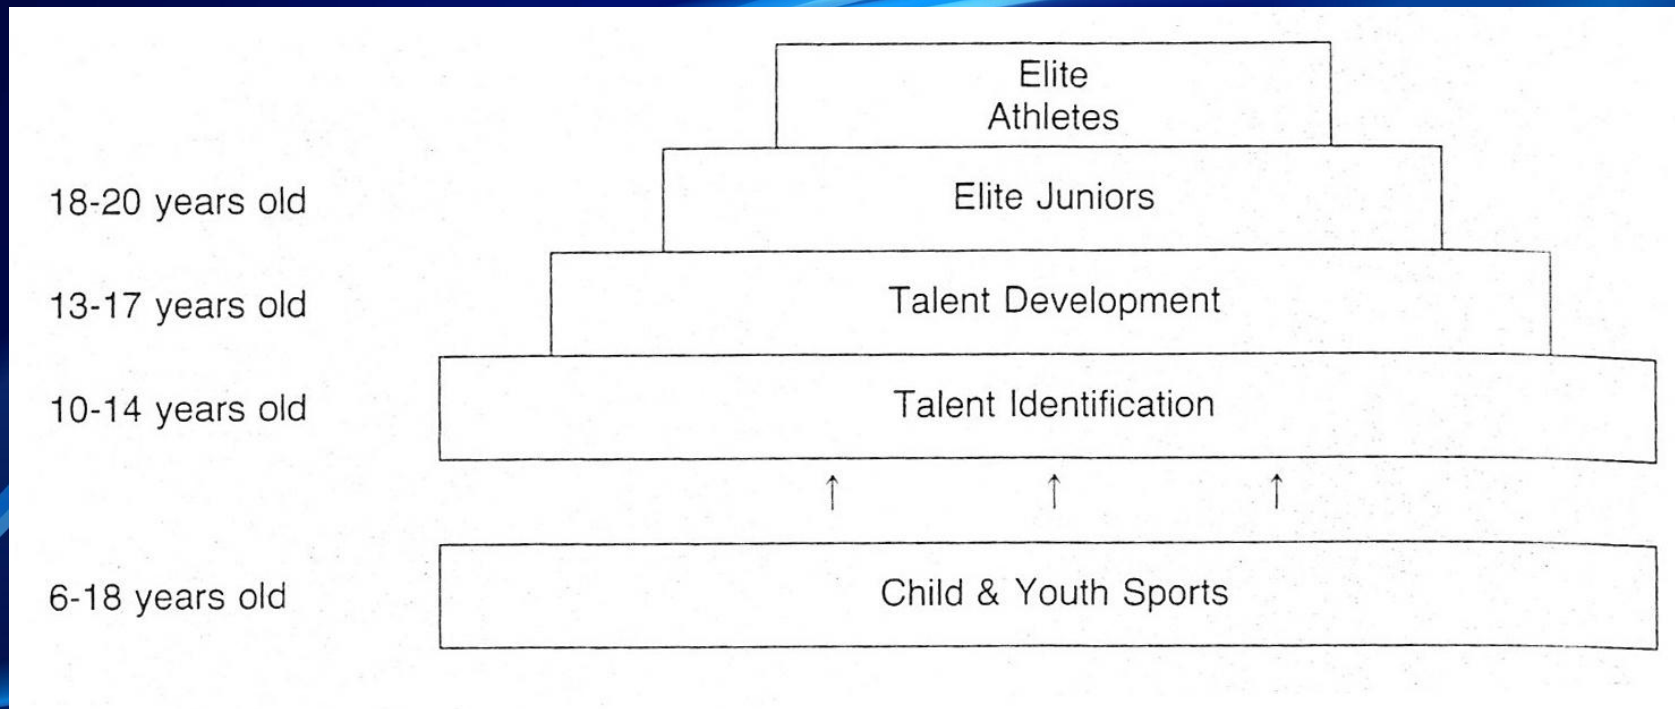 Elite
Athletes
18-20 years old
Elite Juniors
13-17 years old
Talent Development
10-14 years old
Talent Identification
6-18 years old
Child & Youth Sports